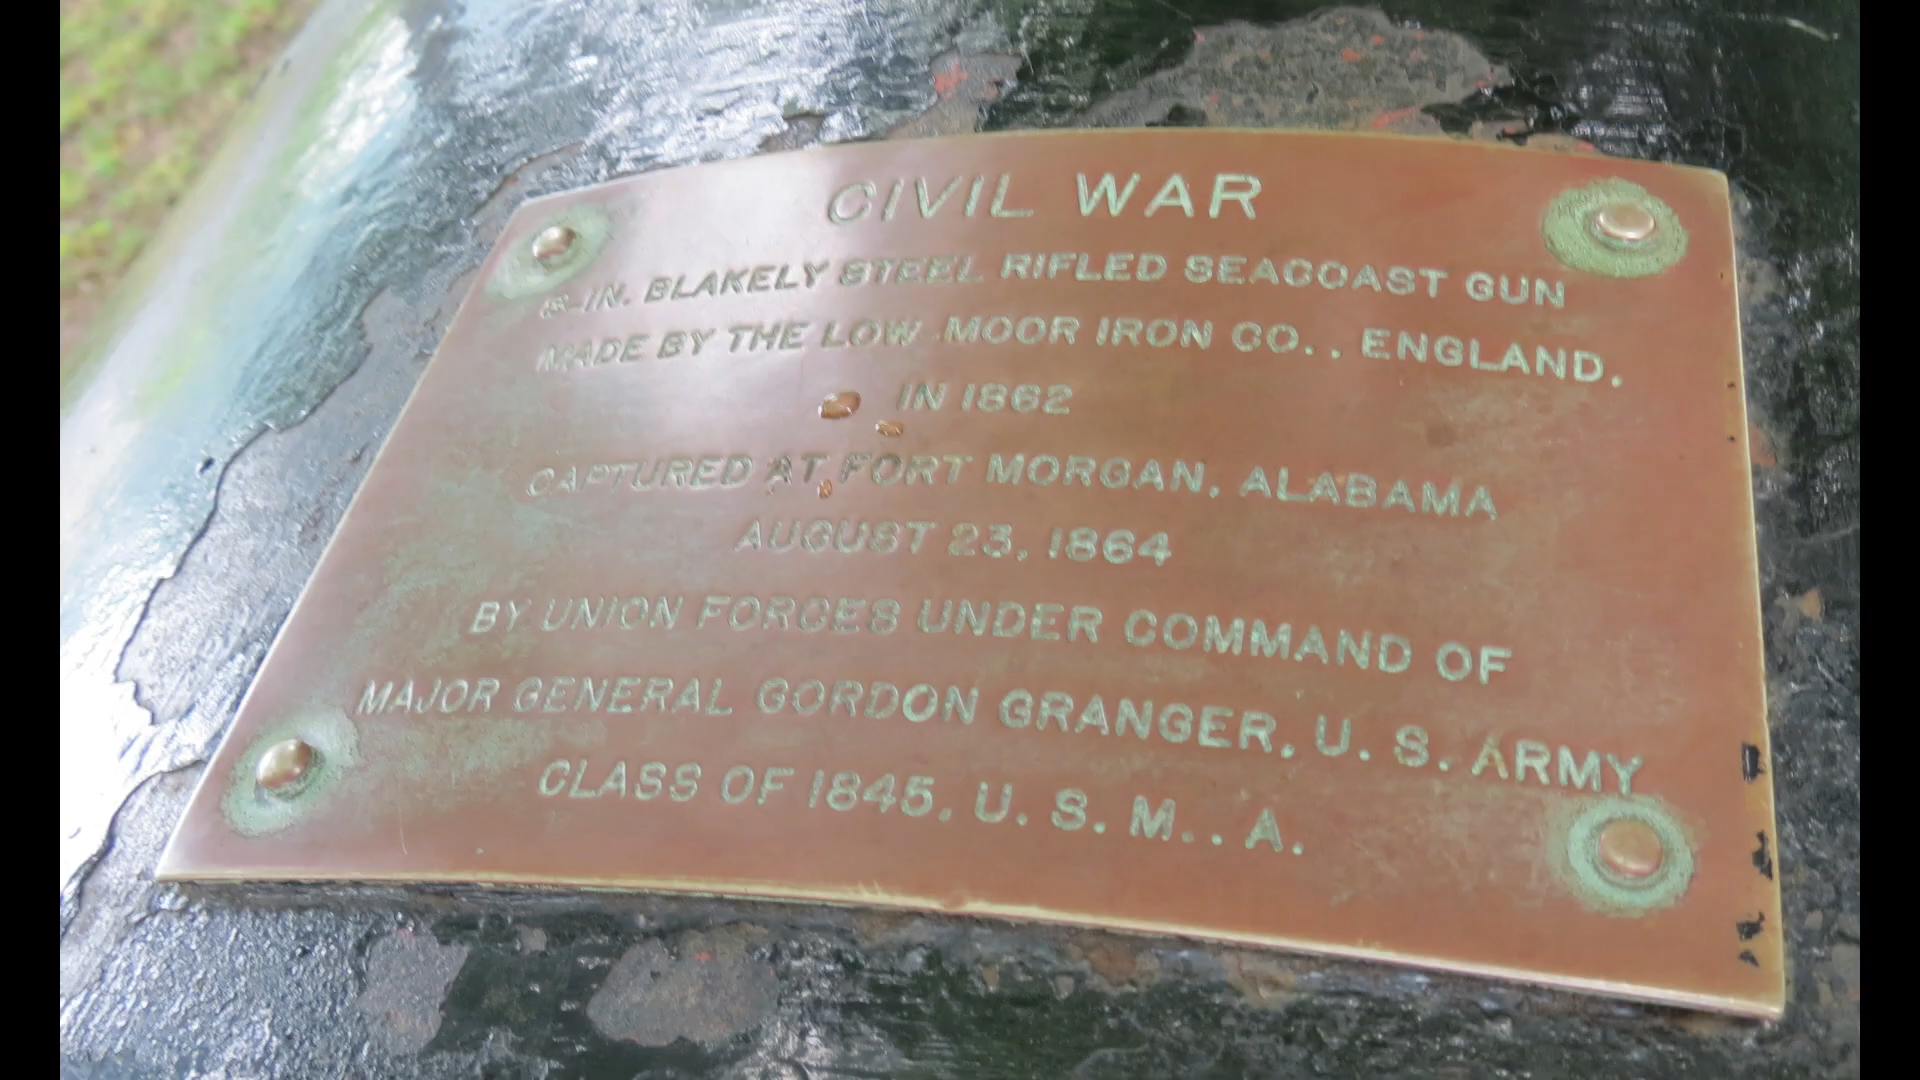 CIVIL WAR
8-IN. BLAKELY STEEL RIFLED SEACOAST GUN
MADE BY THE LOW MOOR IRON CO., ENGLAND.
IN 1862
CAPTURED AT FORT MORGAN, ALABAMA
AUGUST 23, 1864
BY UNION FORCES UNDER COMMAND OF
MAJOR GENERAL GORDON GRANGER, U. S. ARMY
CLASS OF 1845, U. S. M.. A.